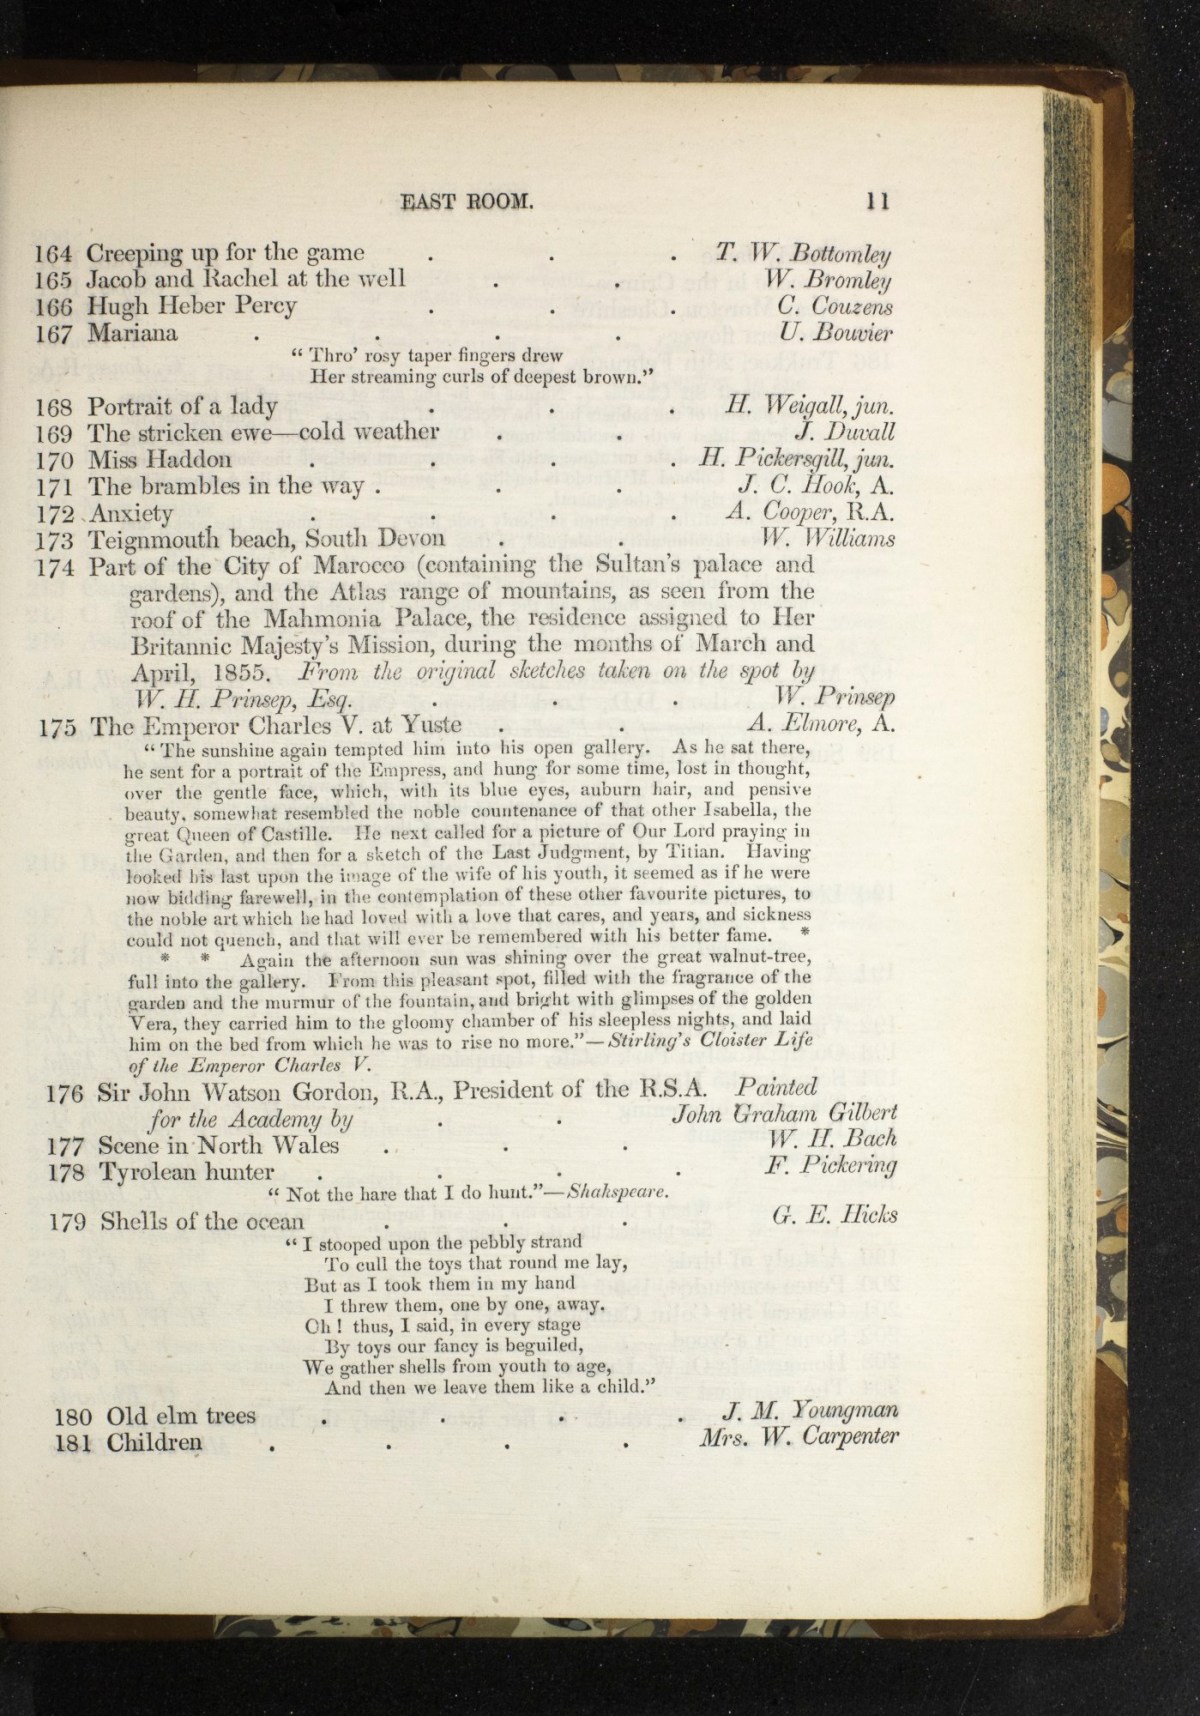 EAST ROOM. 11
164 Creeping up for the game . . . T. W. Bottomley
165 Jacob and Rachel at the well . . W. Bromley
166 Hugh Heber Percy . . . C. Couzens
167 Mariana . . . . U. Bouvier
“ Thro’ rosy taper fingers drew
Her streaming curls of deepest brown.”
168 Portrait of a lady . . . H. Weigall, jun.
169 The stricken ewe—cold weather . . J. Duvall
170 Miss Haddon . . . . H. Pickersgill, jun.
171 The brambles in the way . . . J. C. Hook, A.
172 Anxiety . . . . . A. Cooper, R.A.
173 Teignmouth beach, South Devon . . W. Williams
174 Part of the City of Marocco (containing the Sultan’s palace and
gardens), and the Atlas range of mountains, as seen from the
roof of the Mahmonia Palace, the residence assigned to Her
Britannic Majesty’s Mission, during the months of March and
April, 1855. From the original sketches taken on the spot by
W. H. Prinsep, Esq. . . . W. Prinsep
175 The Emperor Charles V. at Yuste . . A. Elmore, A.
“ The sunshine again tempted him into his open gallery. As he sat there,
he sent for a portrait of the Empress, and hung for some time, lost in thought,
over the gentle face, which, with its blue eyes, auburn hair, and pensive
beauty, somewhat resembled the noble countenance of that other Isabella, the
great Queen of Castille. He next called for a picture of Our Lord praying in
the Garden, and then for a sketch of the Last Judgment, by Titian. Having
looked his last upon the image of the wife of his youth, it seemed as if he were
now bidding farewell, in the contemplation of these other favourite pictures, to
the noble art which he had loved with a love that cares, and years, and sickness
could not quench, and that will ever be remembered with his better fame. *
* * Again the afternoon sun was shining over the great walnut-tree,
full into the gallery. From this pleasant spot, filled with the fragrance of the
garden and the murmur of the fountain, and bright with glimpses of the golden
Vera, they carried him to the gloomy chamber of his sleepless nights, and laid
him on the bed from which he was to rise no more.”—Stirling’s Cloister Life
of the Emperor Charles V.
176 Sir John Watson Gordon, R.A., President of the R.S.A. Painted
for the Academy by . . John Graham Gilbert
177 Scene in North Wales . . . W. H. Bach
178 Tyrolean hunter . . . . F. Pickering
“ Not the hare that I do hunt.”—Shakspeare.
179 Shells of the ocean . . . G. E. Hicks
“ I stooped upon the pebbly strand
To cull the toys that round me lay,
But as I took them in my hand
I threw them, one by one, away.
Oh ! thus, I said, in every stage
By toys our fancy is beguiled,
We gather shells from youth to age,
And then we leave them like a child.”
180 Old elm trees . . . . J. M. Youngman
181 Children . . . . Mrs. W. Carpenter